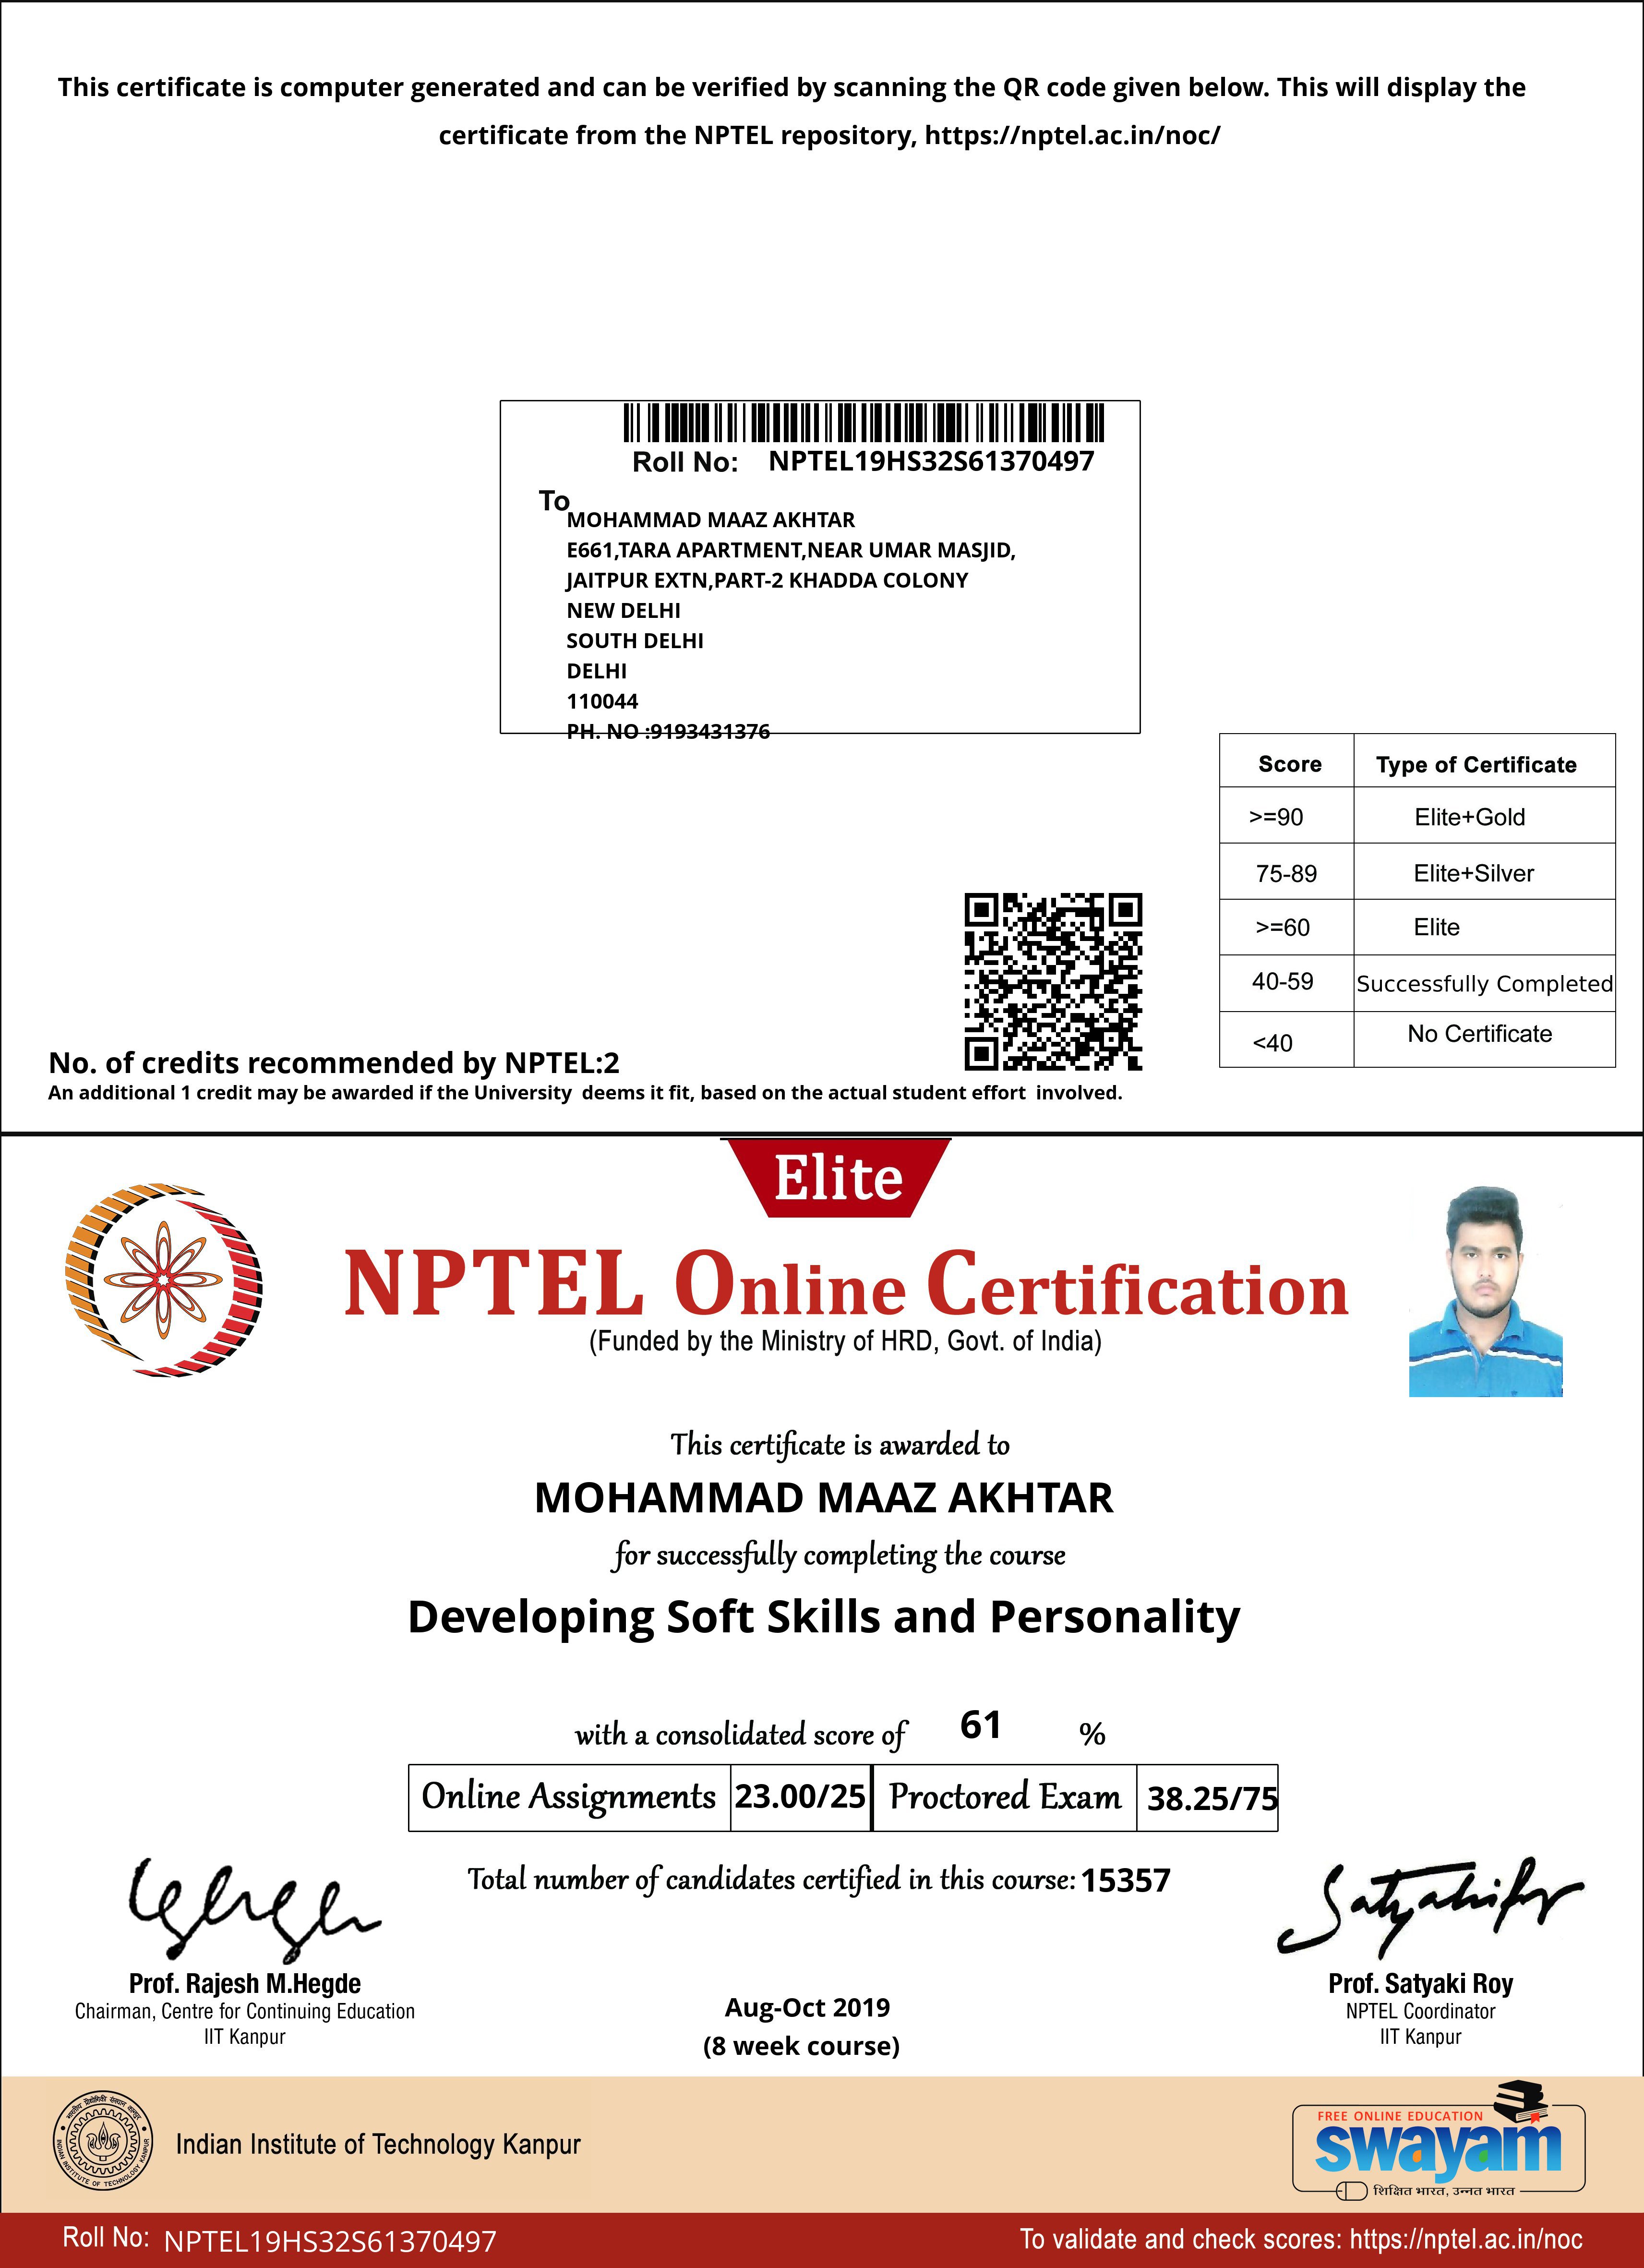 This certificate is computer generated and can be verified by scanning the QR code given below. This will display the
certificate from the NPTEL repository, https://nptel.ac.in/noc/
Roll No: NPTEL19HS32S61370497
To
MOHAMMAD MAAZ AKHTAR
E661,TARA APARTMENT,NEAR UMAR MASJID,
JAITPUR EXTN,PART-2 KHADDA COLONY
NEW DELHI
SOUTH DELHI
DELHI
110044
PH. NO :9193431376
Score Type of Certificate
>=90 Elite+Gold
75-89 Elite+Silver
>=60 Elite
40-59 Successfully Completed
<40 No Certificate
No. of credits recommended by NPTEL:2
An additional 1 credit may be awarded if the University deems it fit, based on the actual student effort involved.
Elite
NPTEL Online Certification
(Funded by the Ministry of HRD, Govt. of India)
This certificate is awarded to
MOHAMMAD MAAZ AKHTAR
for successfully completing the course
Developing Soft Skills and Personality
with a consolidated score of 61 %
Online Assignments 23.00/25 Proctored Exam 38.25/75
Total number of candidates certified in this course: 15357
Prof. Rajesh M.Hegde
Chairman, Centre for Continuing Education
IIT Kanpur
Aug-Oct 2019
(8 week course)
Prof. Satyaki Roy
NPTEL Coordinator
IIT Kanpur
भारतीय प्रौद्योगिकी संस्थान कानपुर
INDIAN INSTITUTE OF TECHNOLOGY KANPUR
Indian Institute of Technology Kanpur
FREE ONLINE EDUCATION
swayam
शिक्षित भारत, उन्नत भारत
Roll No: NPTEL19HS32S61370497
To validate and check scores: https://nptel.ac.in/noc